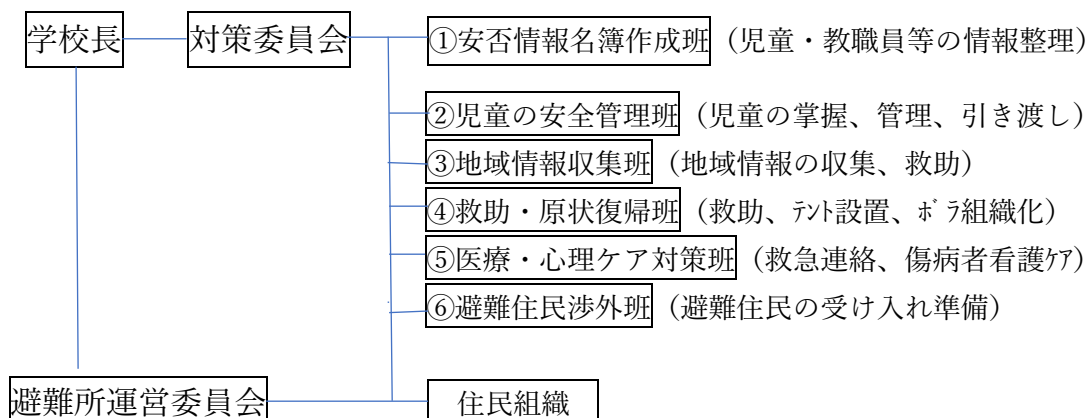 学校長 対策委員会 ①安否情報名簿作成班（児童・教職員等の情報整理）
②児童の安全管理班（児童の掌握、管理、引き渡し）
③地域情報収集班（地域情報の収集、救助）
④救助・原状復帰班（救助、ﾃﾝﾄ設置、ﾎﾞﾗ組織化）
⑤医療・心理ケア対策班（救急連絡、傷病者看護ｹｱ）
⑥避難住民渉外班（避難住民の受け入れ準備）
避難所運営委員会 住民組織